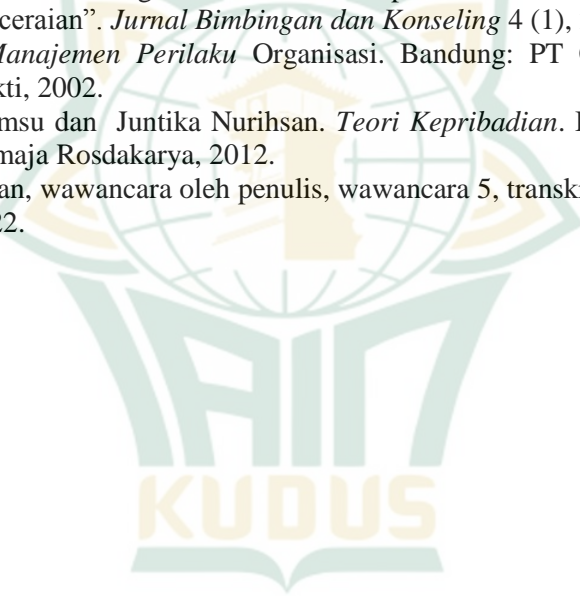 ceraian". Jurnal Bimbingan dan Konseling 4 (1),
Manajemen Perilaku Organisasi. Bandung: PT
kti, 2002.
msu dan Juntika Nurihsan. Teori Kepribadian.
maja Rosdakarya, 2012.
an, wawancara oleh penulis, wawancara 5, transk
22.
IAIN
KUDUS